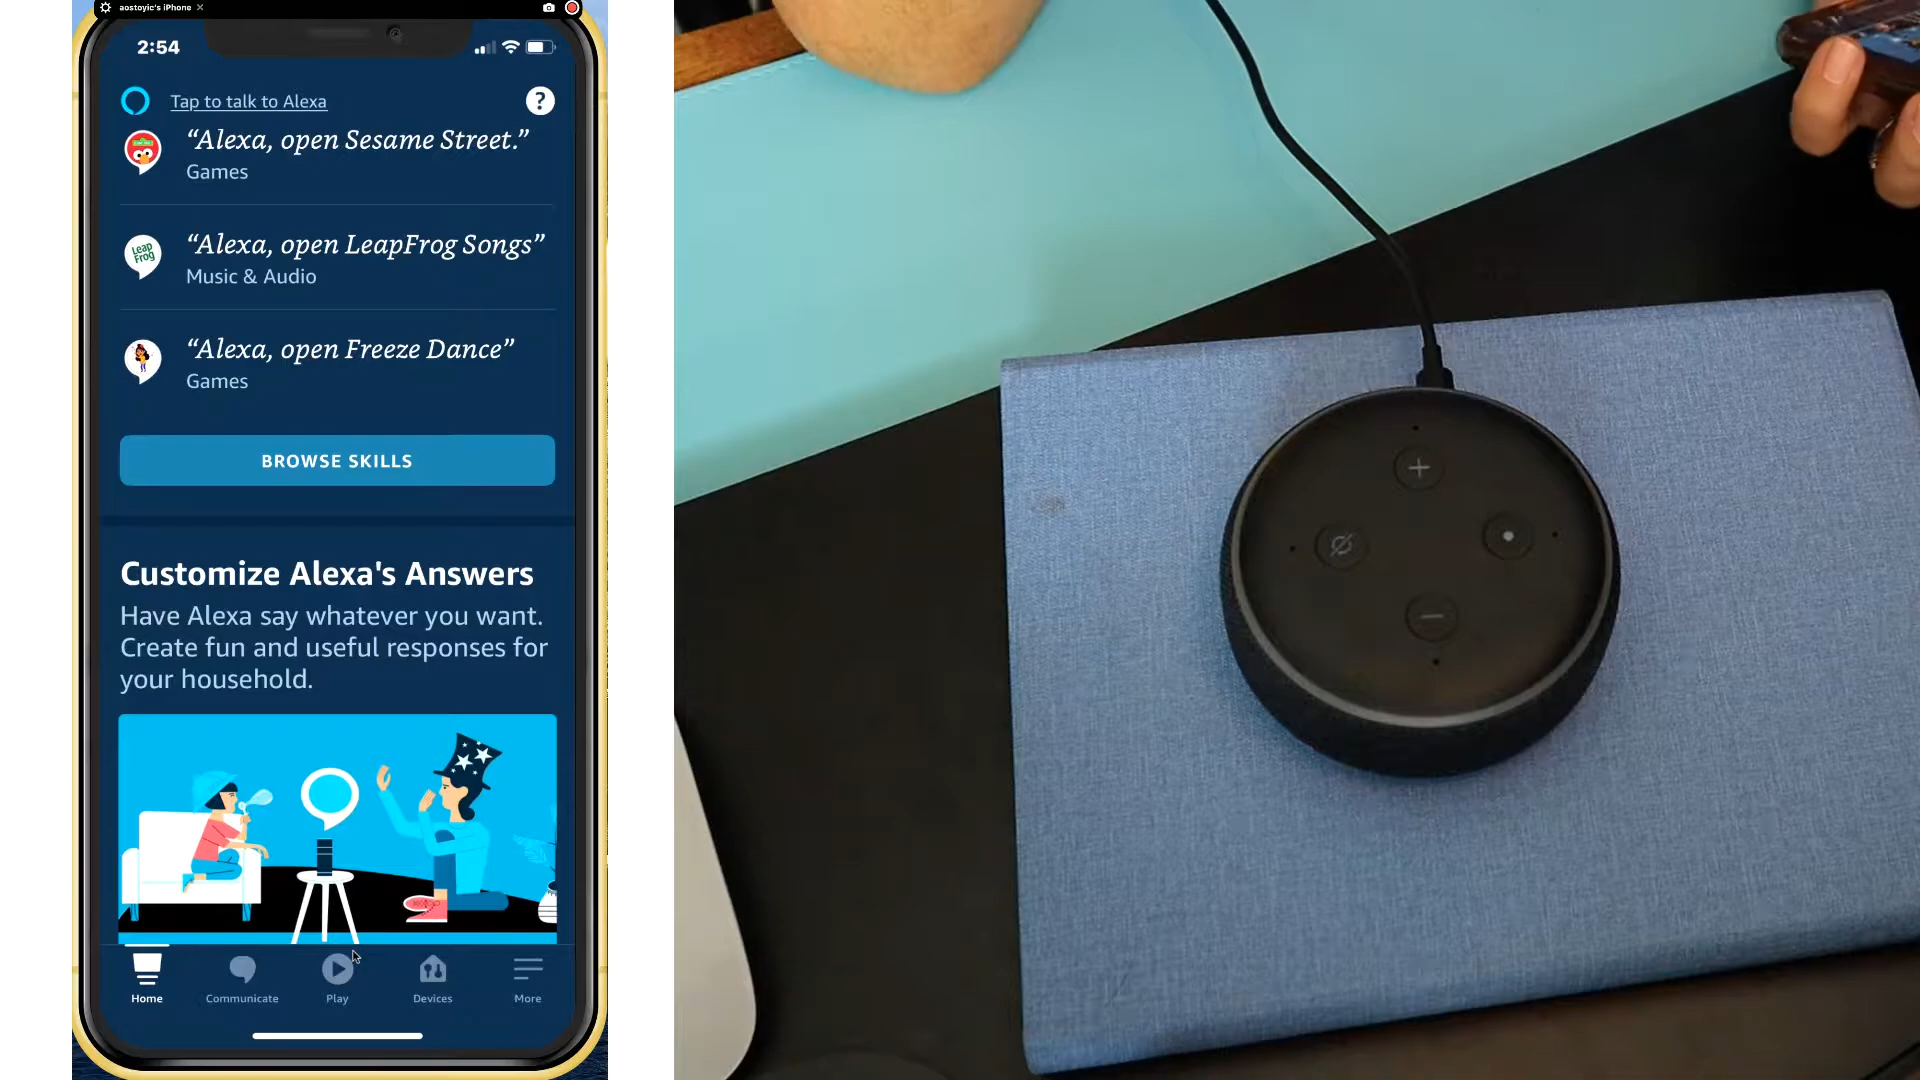 aostoyic's iPhone
2:54
Tap to talk to Alexa
?
“Alexa, open Sesame Street.”
Games
Leap
Frog
“Alexa, open LeapFrog Songs”
Music & Audio
“Alexa, open Freeze Dance”
Games
BROWSE SKILLS
Customize Alexa's Answers
Have Alexa say whatever you want.
Create fun and useful responses for
your household.
Home
Communicate
Play
Devices
More